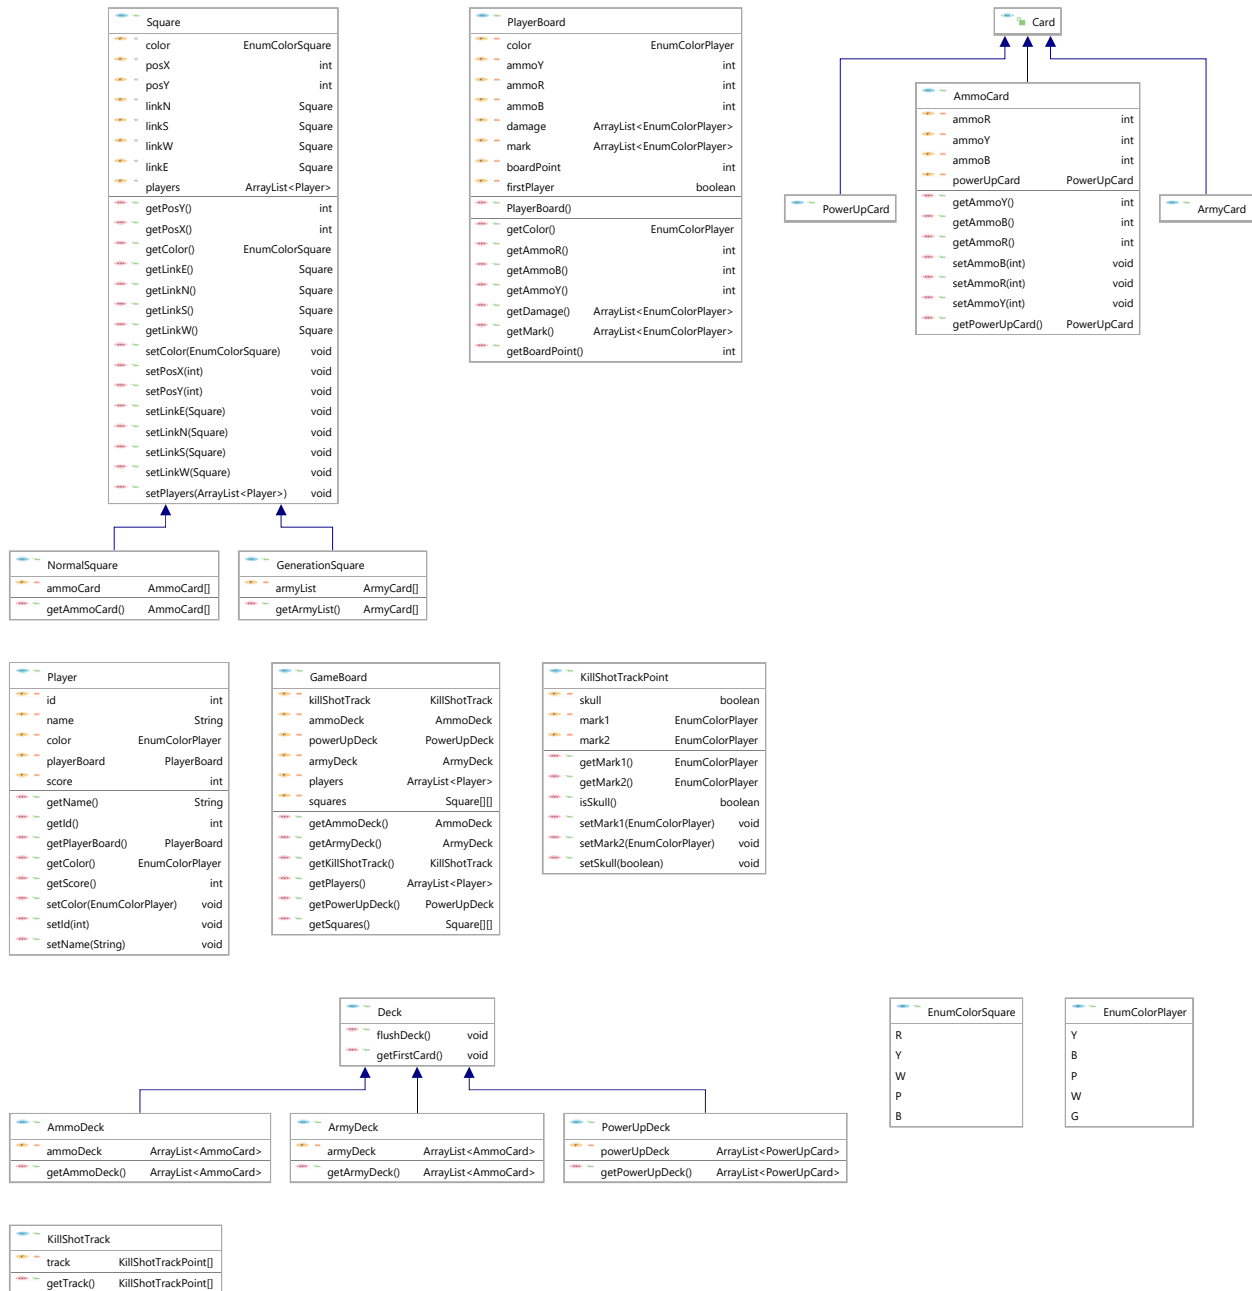 Square
color EnumColorSquare
posX int
posY int
linkN Square
linkS Square
linkW Square
linkE Square
players ArrayList<Player>
getPosY() int
getPosX() int
getColor() EnumColorSquare
getLinkE() Square
getLinkN() Square
getLinkS() Square
getLinkW() Square
setColor(EnumColorSquare) void
setPosX(int) void
setPosY(int) void
setLinkE(Square) void
setLinkN(Square) void
setLinkS(Square) void
setLinkW(Square) void
setPlayers(ArrayList<Player>) void
PlayerBoard
color EnumColorPlayer
ammoY int
ammoR int
ammoB int
damage ArrayList<EnumColorPlayer>
mark ArrayList<EnumColorPlayer>
boardPoint int
firstPlayer boolean
PlayerBoard()
getColor() EnumColorPlayer
getAmmoR() int
getAmmoB() int
getAmmoY() int
getDamage() ArrayList<EnumColorPlayer>
getMark() ArrayList<EnumColorPlayer>
getBoardPoint() int
Card
AmmoCard
ammoR int
ammoY int
ammoB int
powerUpCard PowerUpCard
getAmmoY() int
getAmmoB() int
getAmmoR() int
setAmmoB(int) void
setAmmoR(int) void
setAmmoY(int) void
getPowerUpCard() PowerUpCard
PowerUpCard
ArmyCard
NormalSquare
ammoCard AmmoCard[]
getAmmoCard() AmmoCard[]
GenerationSquare
armyList ArmyCard[]
getArmyList() ArmyCard[]
Player
id int
name String
color EnumColorPlayer
playerBoard PlayerBoard
score int
getName() String
getId() int
getPlayerBoard() PlayerBoard
getColor() EnumColorPlayer
getScore() int
setColor(EnumColorPlayer) void
setId(int) void
setName(String) void
GameBoard
killShotTrack KillShotTrack
ammoDeck AmmoDeck
powerUpDeck PowerUpDeck
armyDeck ArmyDeck
players ArrayList<Player>
squares Square[][]
getAmmoDeck() AmmoDeck
getArmyDeck() ArmyDeck
getKillShotTrack() KillShotTrack
getPlayers() ArrayList<Player>
getPowerUpDeck() PowerUpDeck
getSquares() Square[][]
KillShotTrackPoint
skull boolean
mark1 EnumColorPlayer
mark2 EnumColorPlayer
getMark1() EnumColorPlayer
getMark2() EnumColorPlayer
isSkull() boolean
setMark1(EnumColorPlayer) void
setMark2(EnumColorPlayer) void
setSkull(boolean) void
Deck
flushDeck() void
getFirstCard() void
AmmoDeck
ammoDeck ArrayList<AmmoCard>
getAmmoDeck() ArrayList<AmmoCard>
ArmyDeck
armyDeck ArrayList<AmmoCard>
getArmyDeck() ArrayList<AmmoCard>
PowerUpDeck
powerUpDeck ArrayList<PowerUpCard>
getPowerUpDeck() ArrayList<PowerUpCard>
EnumColorSquare
R
Y
W
P
B
EnumColorPlayer
Y
B
P
W
G
KillShotTrack
track KillShotTrackPoint[]
getTrack() KillShotTrackPoint[]